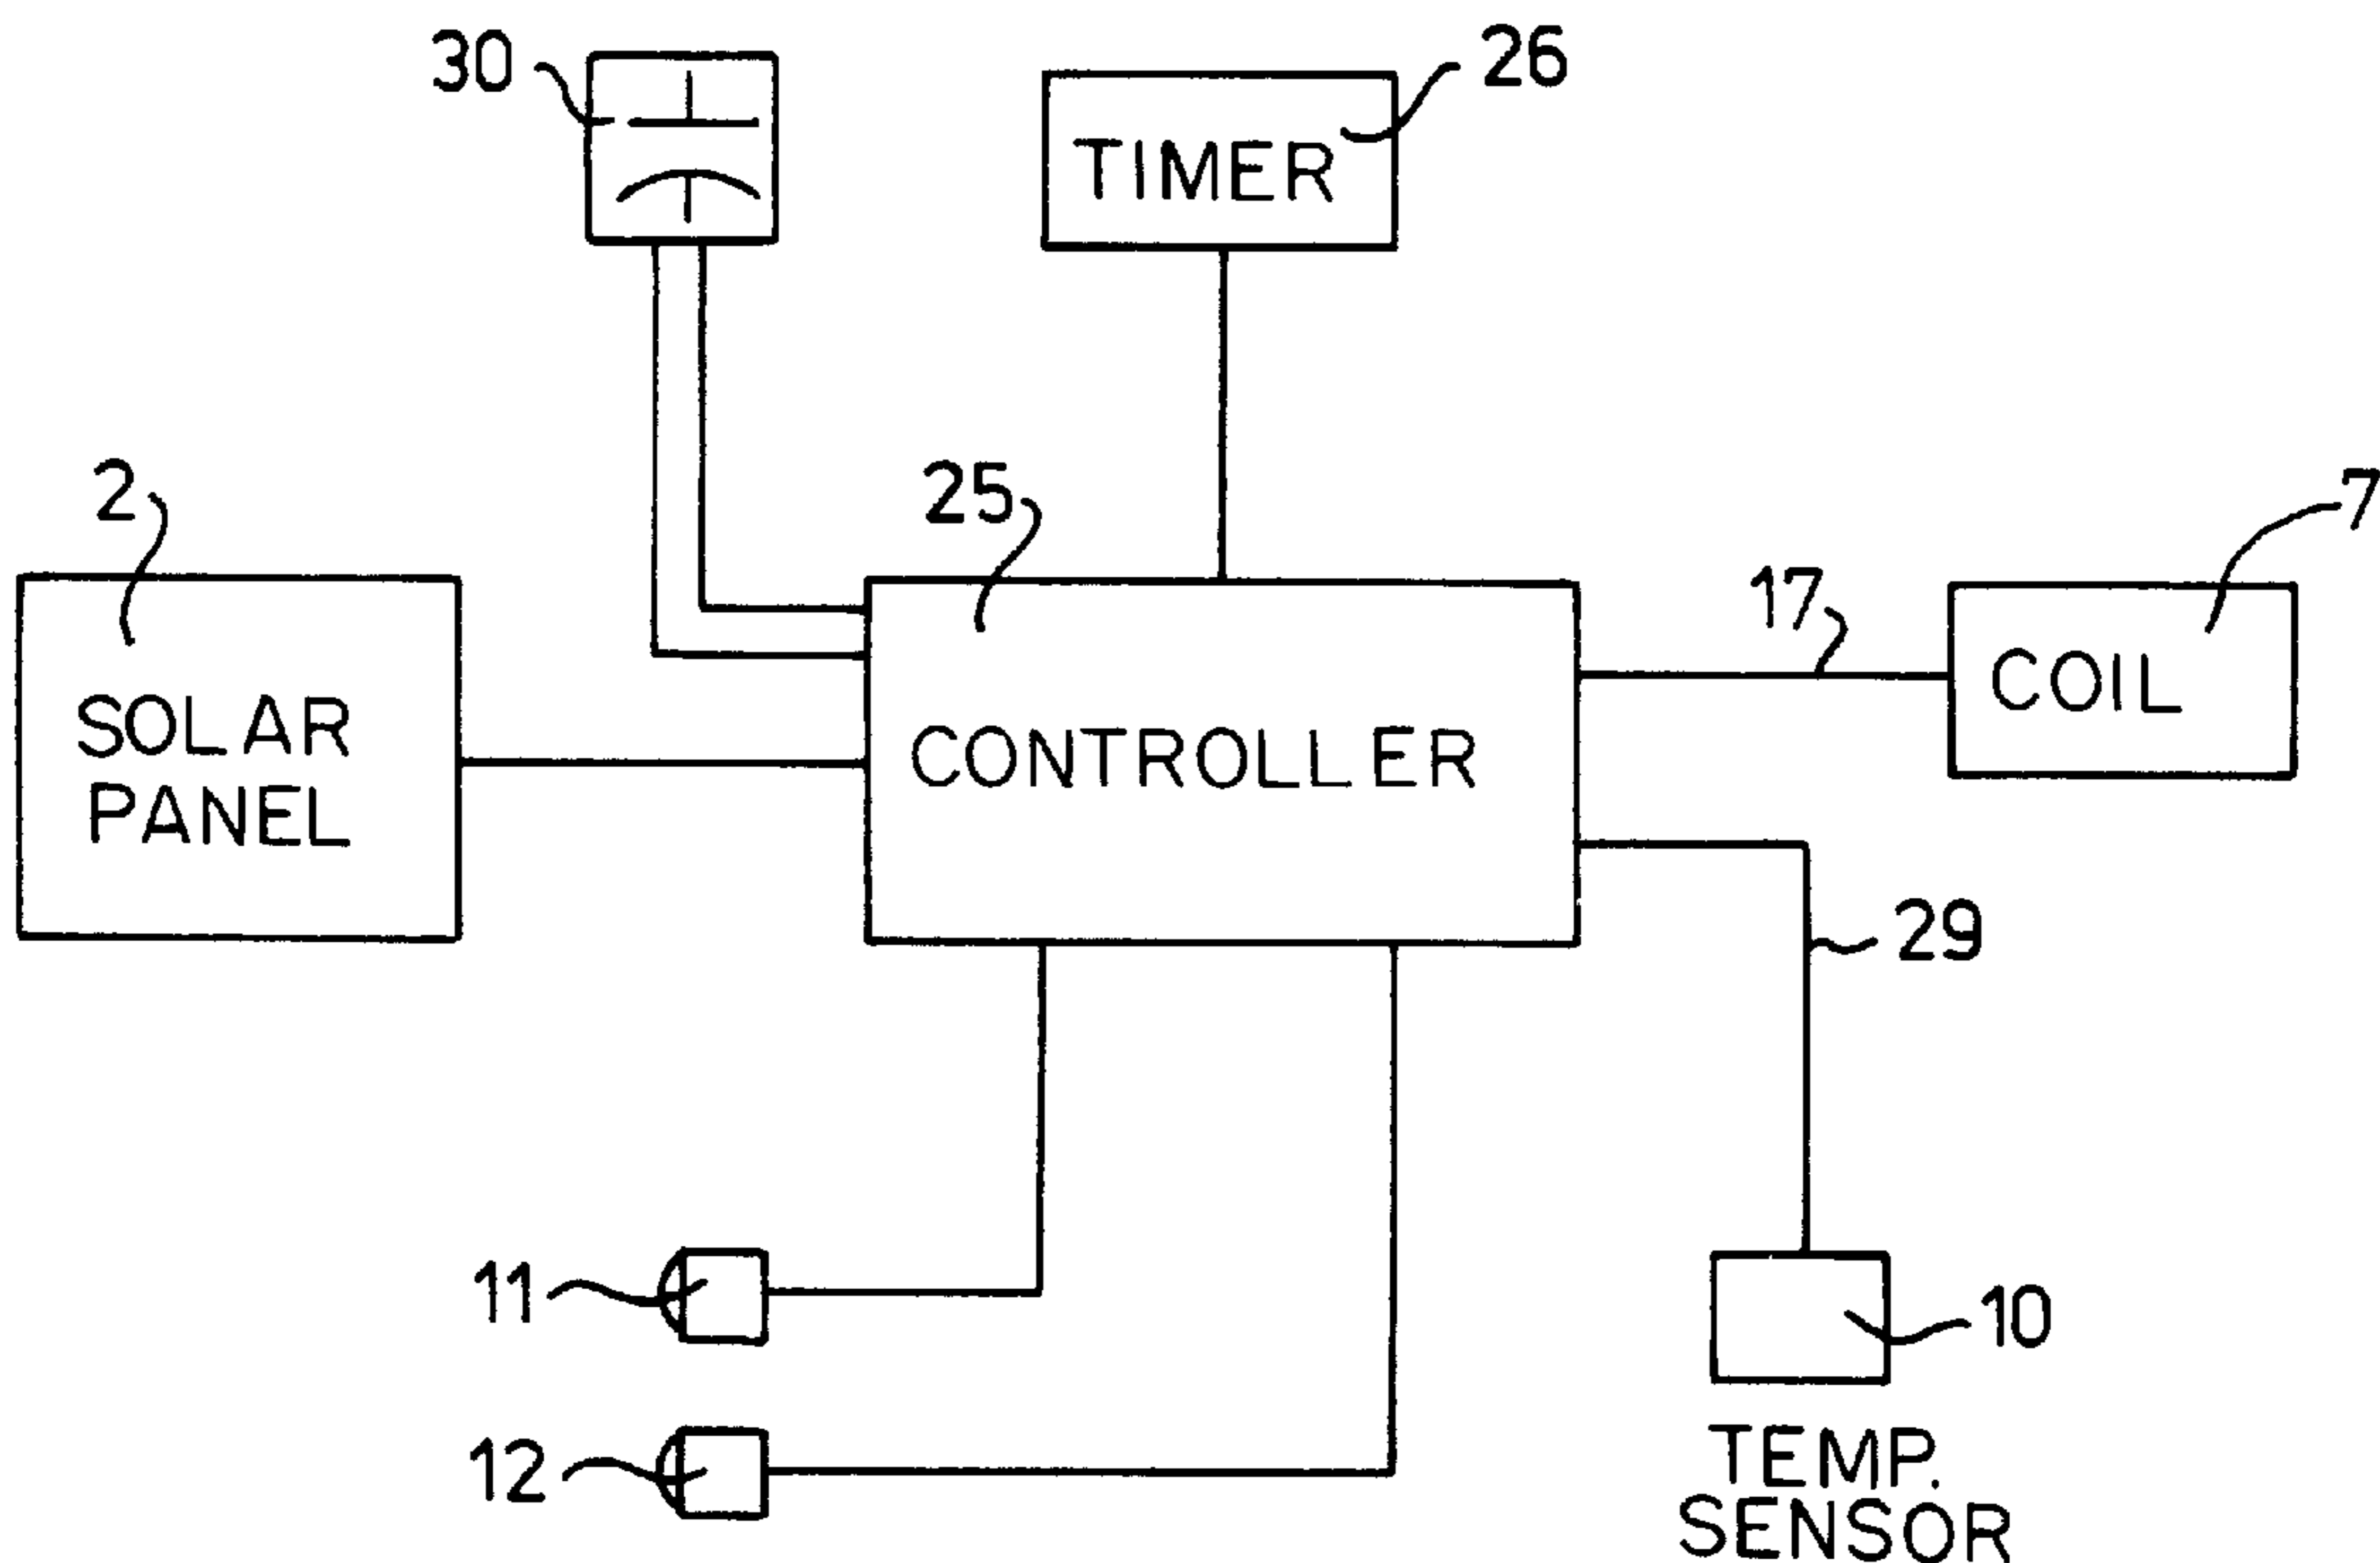 30
26
TIMER
2
25
7
17
SOLAR
PANEL
COIL
CONTROLLER
29
11
10
12
TEMP.
SENSOR